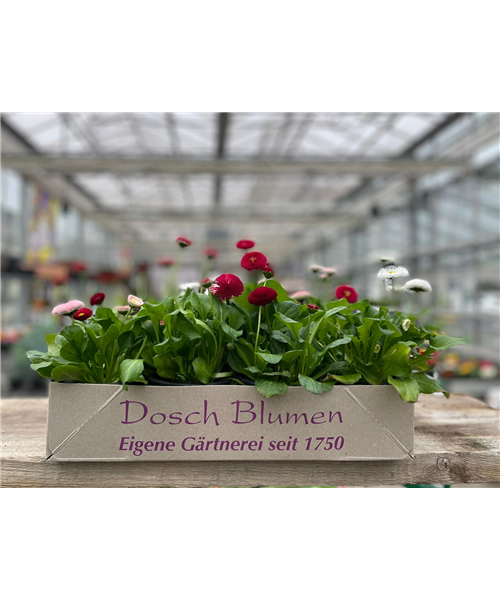 Dosch Blumen
Eigene Gärtnerei seit 1750